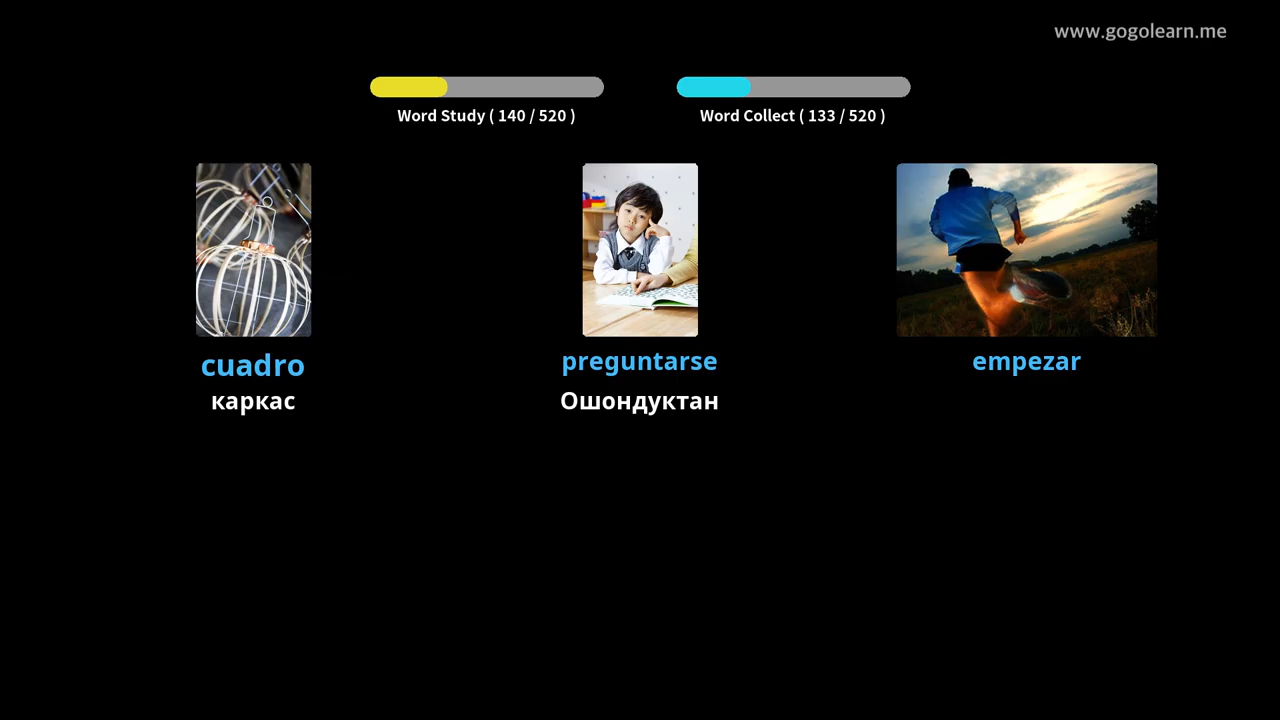 www.gogolearn.me
Word Study ( 140 / 520 )
Word Collect ( 133 / 520 )
cuadro
preguntarse
empezar
каркас
Ошондуктан